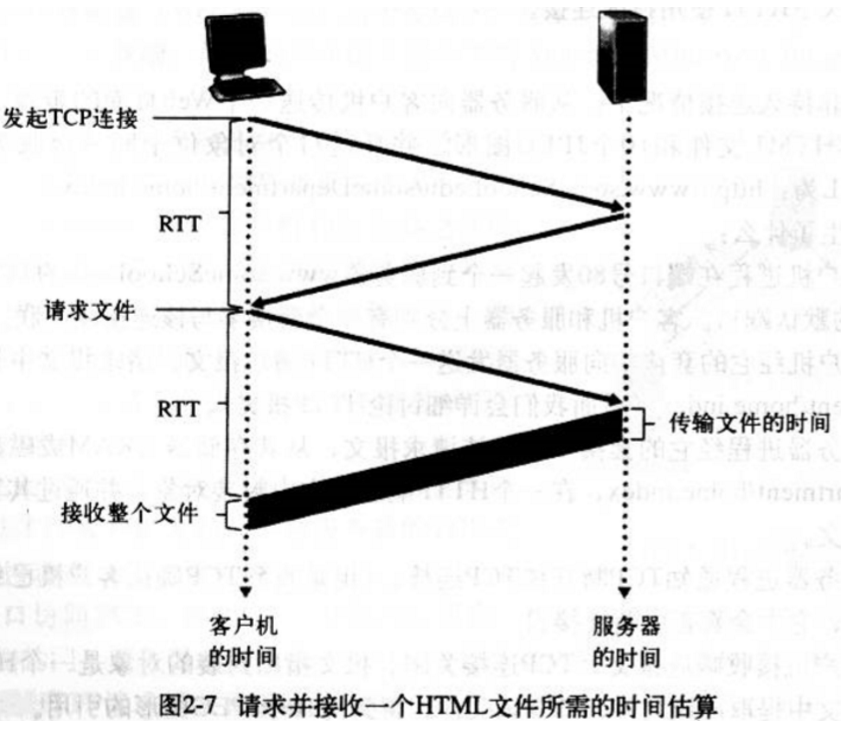 发起TCP连接
RTT
请求文件
RTT
传输文件的时间
接收整个文件
客户机
的时间
服务器
的时间
图2-7 请求并接收一个HTML文件所需的时间估算